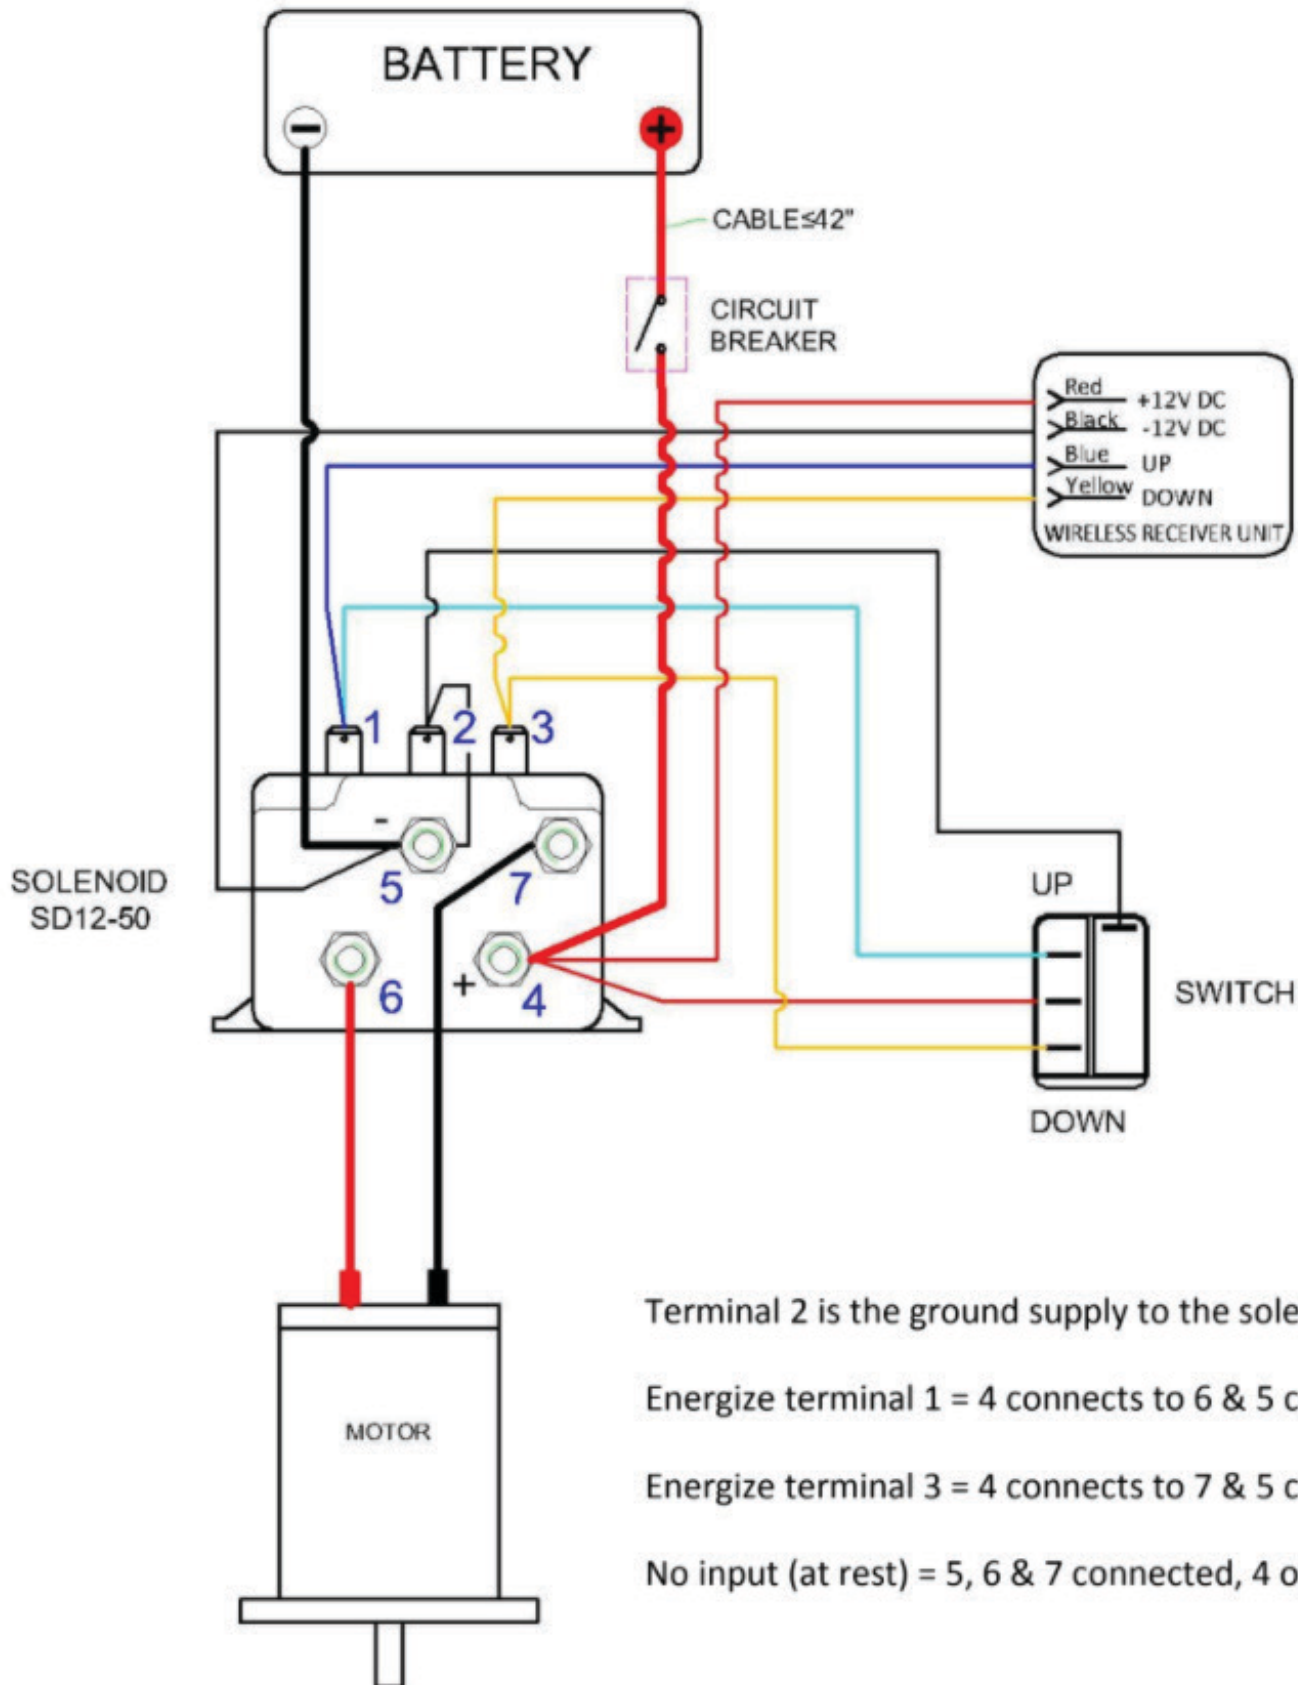 BATTERY
−
+
CABLE≤42"
CIRCUIT
BREAKER
Red +12V DC
Black -12V DC
Blue UP
Yellow DOWN
WIRELESS RECEIVER UNIT
1
2
3
-
5
7
SOLENOID
SD12-50
6
+
4
UP
SWITCH
DOWN
MOTOR
Terminal 2 is the ground supply to the sole
Energize terminal 1 = 4 connects to 6 & 5 c
Energize terminal 3 = 4 connects to 7 & 5 c
No input (at rest) = 5, 6 & 7 connected, 4 o